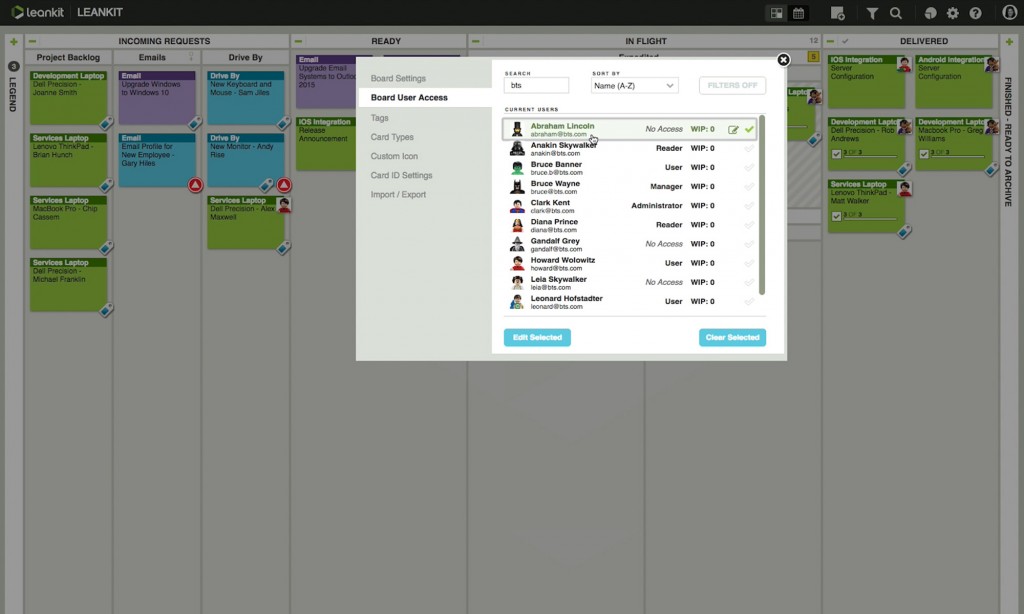 leankit
LEANKIT
INCOMING REQUESTS
READY
IN FLIGHT
12
DELIVERED
Project Backlog
Emails
Drive By
5
3
LEGEND
FINISHED - READY TO ARCHIVE
Development Laptop
Dell Precision -
Joanne Smith
Services Laptop
Lenovo ThinkPad -
Brian Hunch
Services Laptop
MacBook Pro - Chip
Cassem
Services Laptop
Dell Precision -
Michael Franklin
Email
Upgrade Windows
to Windows 10
Email
Email Profile for
New Employee -
Gary Hiles
Drive By
New Keyboard and
Mouse - Sam Jiles
Drive By
New Monitor - Andy
Rise
Services Laptop
Dell Precision - Alex
Maxwell
Email
Upgrade Email
2015
IOS Integration
Release
Announcement
Board Settings
Board User Access
Tags
Card Types
Custom Icon
Card ID Settings
Import / Export
SEARCH
bts
SORT BY
Name (A-Z)
FILTERS OFF
CURRENT USERS
Abraham Lincoln
abraham@bts.com
No Access
WIP: 0
Anakin Skywalker
anakin@bts.com
Reader
WIP: 0
Bruce Banner
bruce.b@bts.com
User
WIP: 0
Bruce Wayne
bruce@bts.com
Manager
WIP: 0
Clark Kent
clark@bts.com
Administrator
WIP: 0
Diana Prince
diana@bts.com
Reader
WIP: 0
Gandalf Grey
gandalf@bts.com
No Access
WIP: 0
Howard Wolowitz
howard@bts.com
User
WIP: 0
Leia Skywalker
leia@bts.com
No Access
WIP: 0
Leonard Hofstadter
leonard@bts.com
User
WIP: 0
Edit Selected
Clear Selected
IOS Integration
Server
Configuration
Android Integration
Server
Configuration
Development Laptop
Dell Precision - Rob
Andrews
3 OF 3
Development Laptop
Macbook Pro - Greg
Williams
3 OF 3
Services Laptop
Lenovo ThinkPad -
Matt Walker
3 OF 3